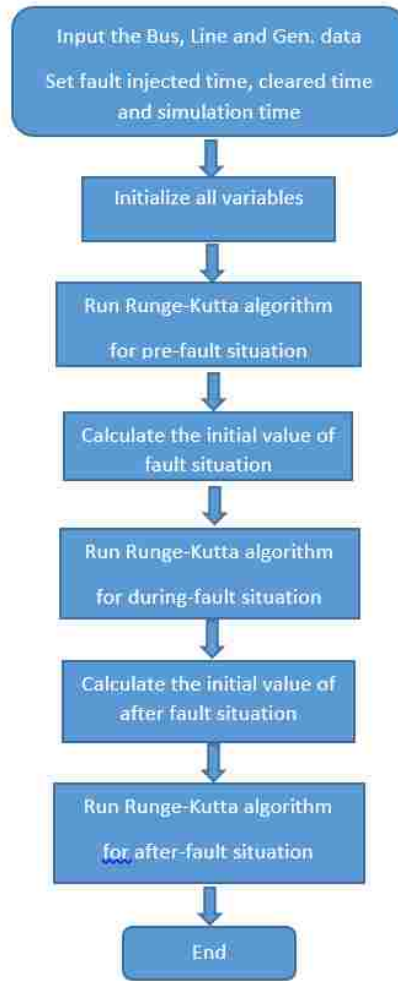 Input the Bus, Line and Gen. data
Set fault injected time, cleared time
and simulation time
Initialize all variables
Run Runge-Kutta algorithm
for pre-fault situation
Calculate the initial value of
fault situation
Run Runge-Kutta algorithm
for during-fault situation
Calculate the initial value of
after fault situation
Run Runge-Kutta algorithm
for after-fault situation
End